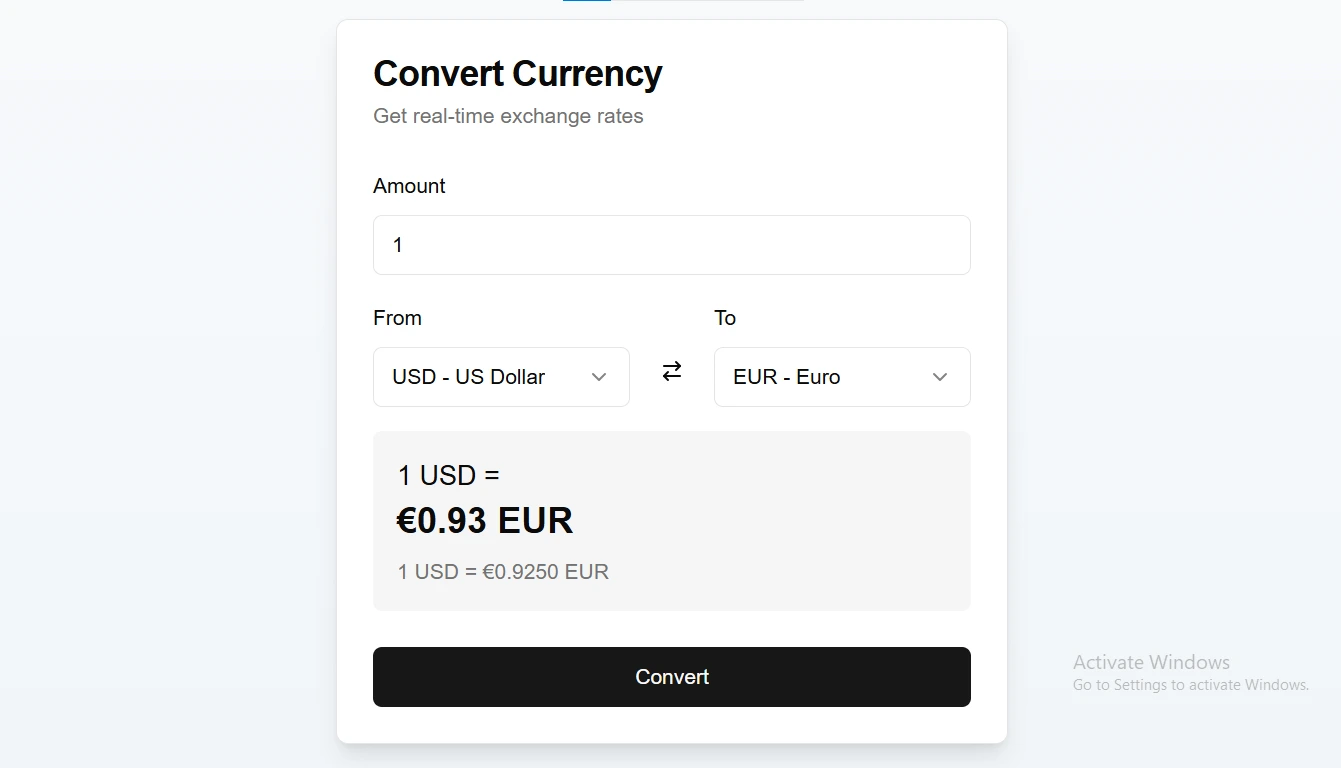 Convert Currency
Get real-time exchange rates
Amount
1
From
To
USD - US Dollar
EUR - Euro
1 USD =
€0.93 EUR
1 USD = €0.9250 EUR
Convert
Activate Windows
Go to Settings to activate Windows.